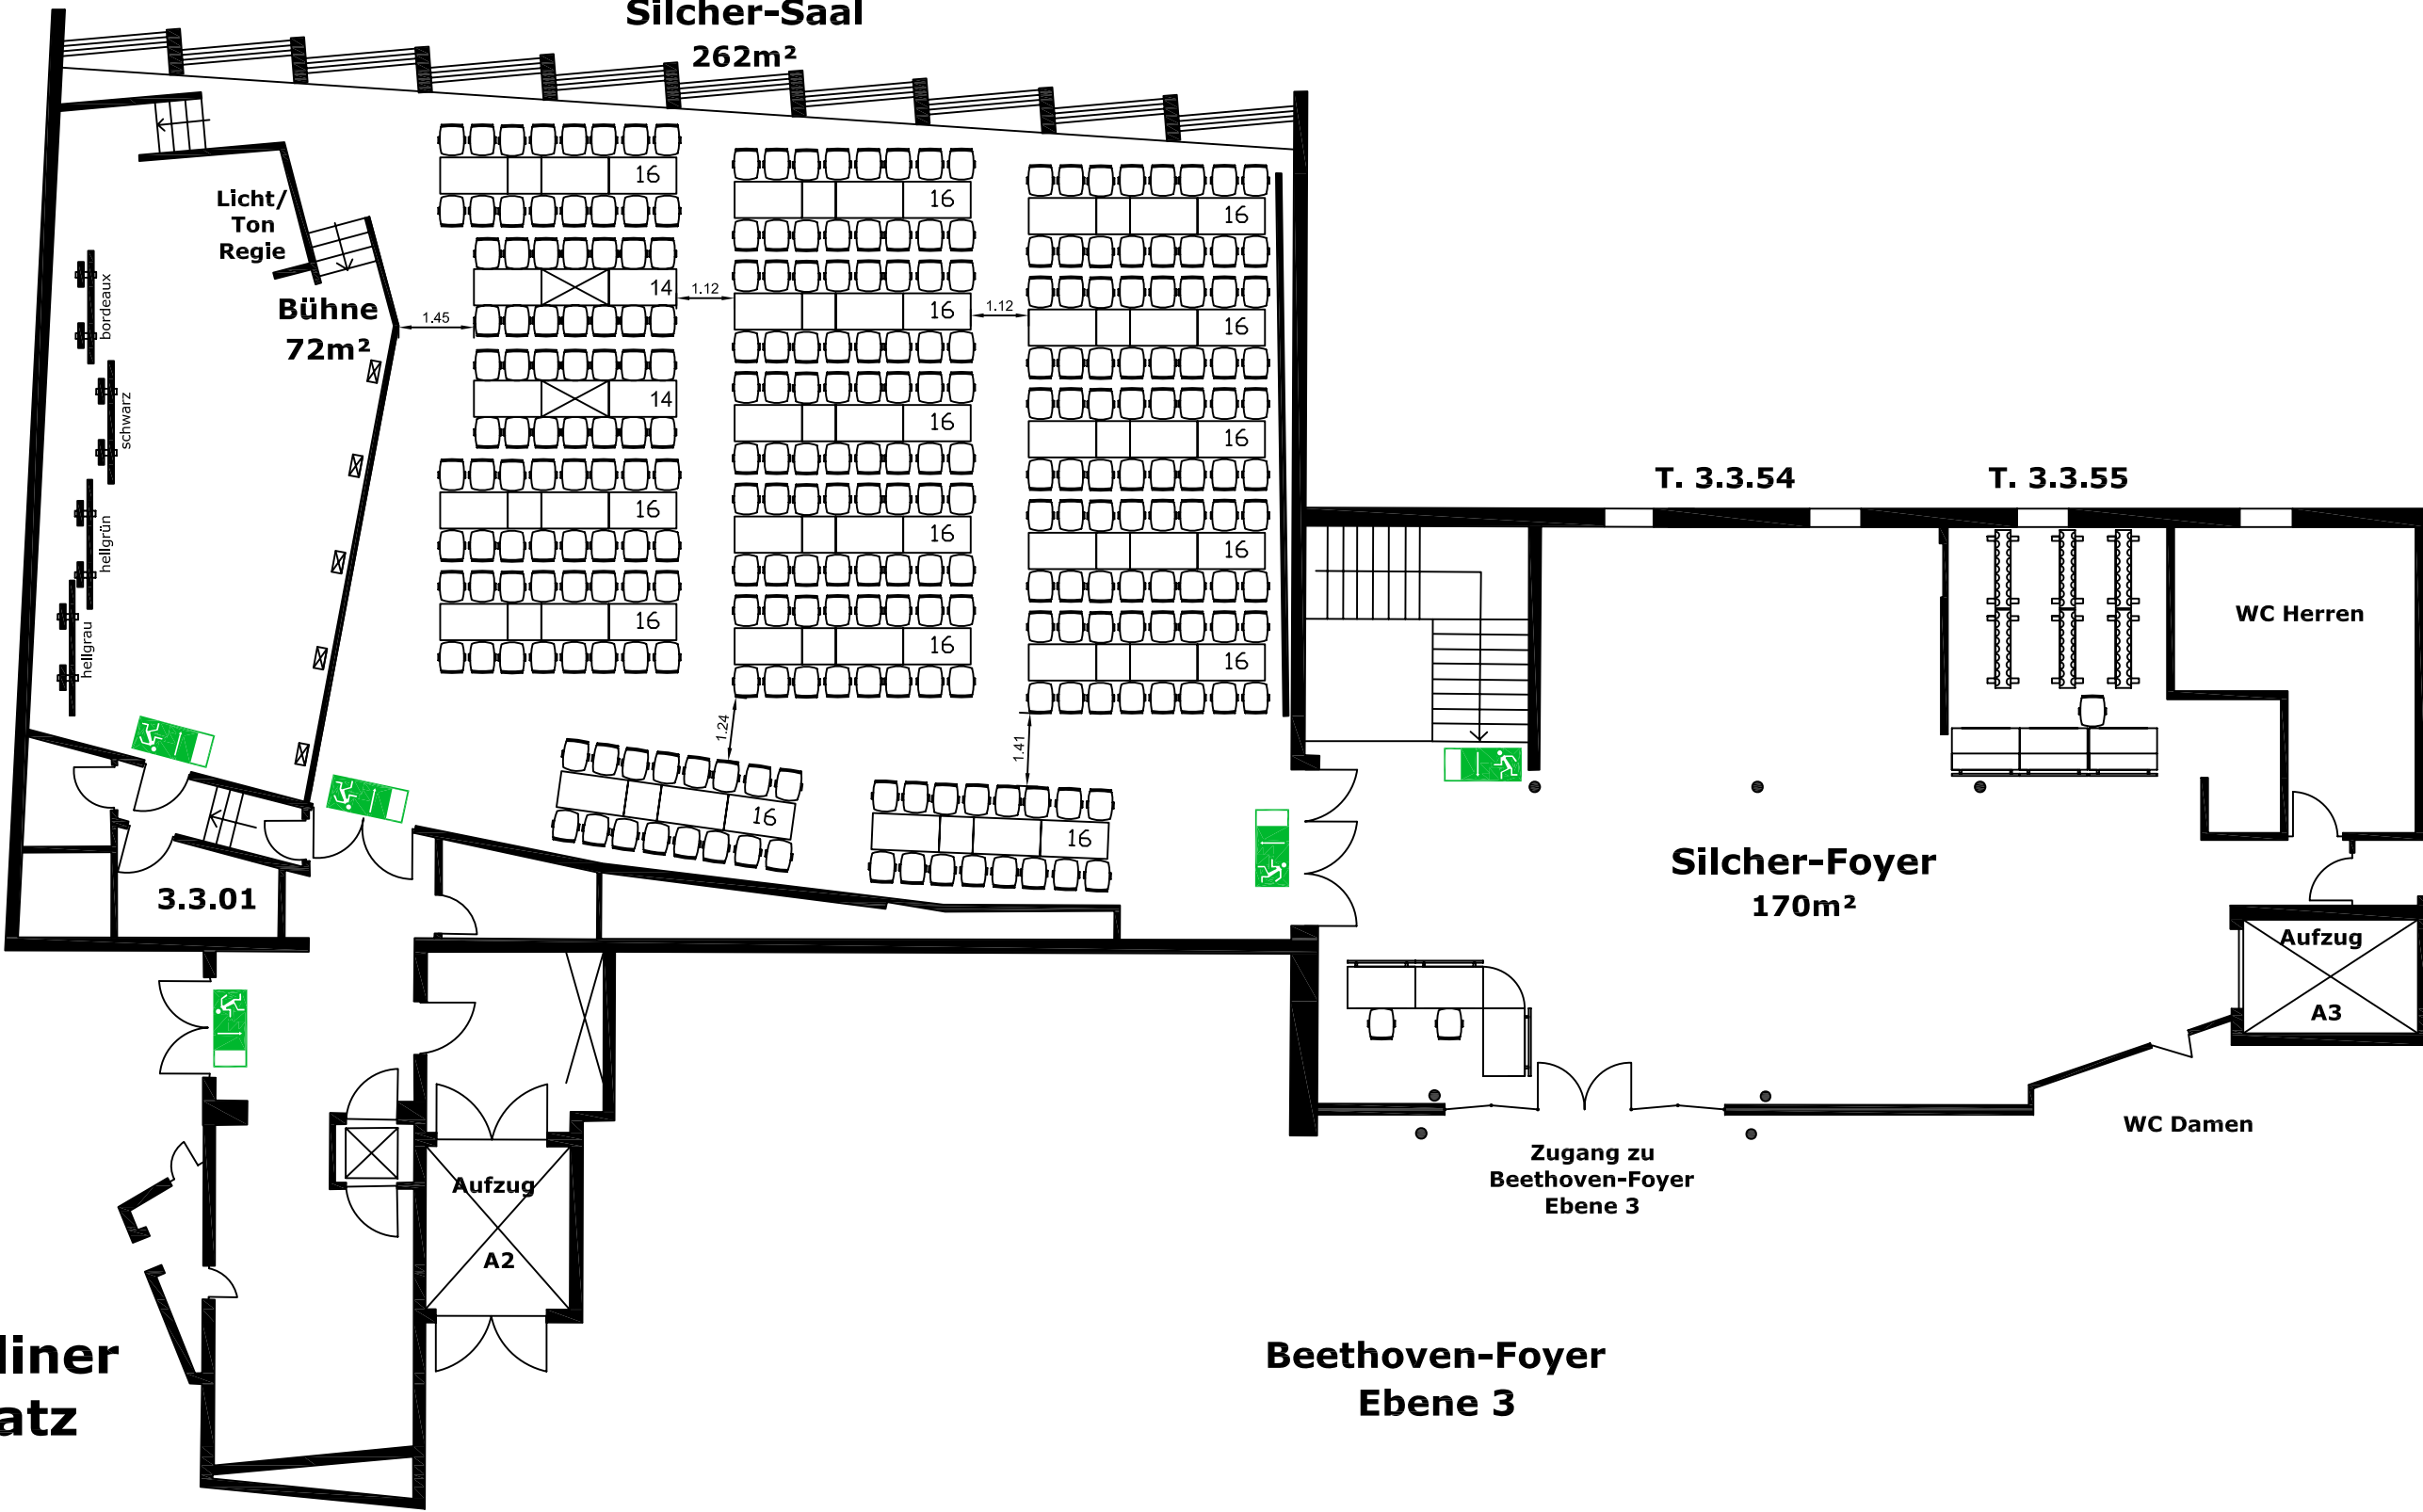 Silcher-Saal
262m²
Licht/
Ton
Regie
Bühne
72m²
bordeaux
schwarz
hellgrün
hellgrau
1.45
16
14
14
16
16
1.12
16
16
16
16
16
1.12
16
16
16
16
16
1.24
16
1.41
16
3.3.01
T. 3.3.54
T. 3.3.55
WC Herren
Silcher-Foyer
170m²
Aufzug
A3
WC Damen
Zugang zu
Beethoven-Foyer
Ebene 3
Aufzug
A2
Beethoven-Foyer
Ebene 3
liner
atz